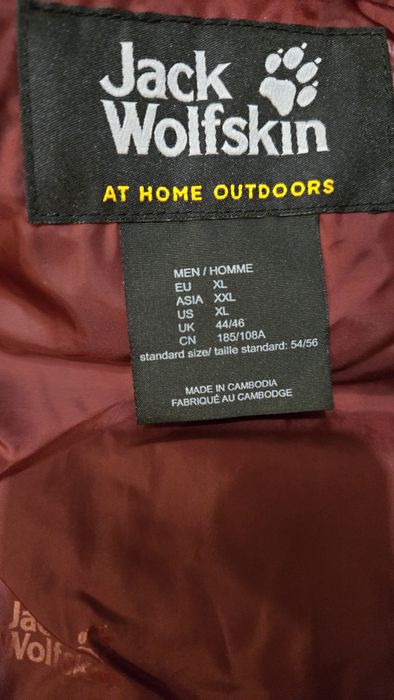 Jack
Wolfskin
AT HOME OUTDOORS
MEN / HOMME
EU XL
ASIA XXL
US XL
UK 44/46
CN 185/108A
standard size/ taille standard: 54/56
MADE IN CAMBODIA
FABRIQUÉ AU CAMBODGE
Jack
Wolfskin